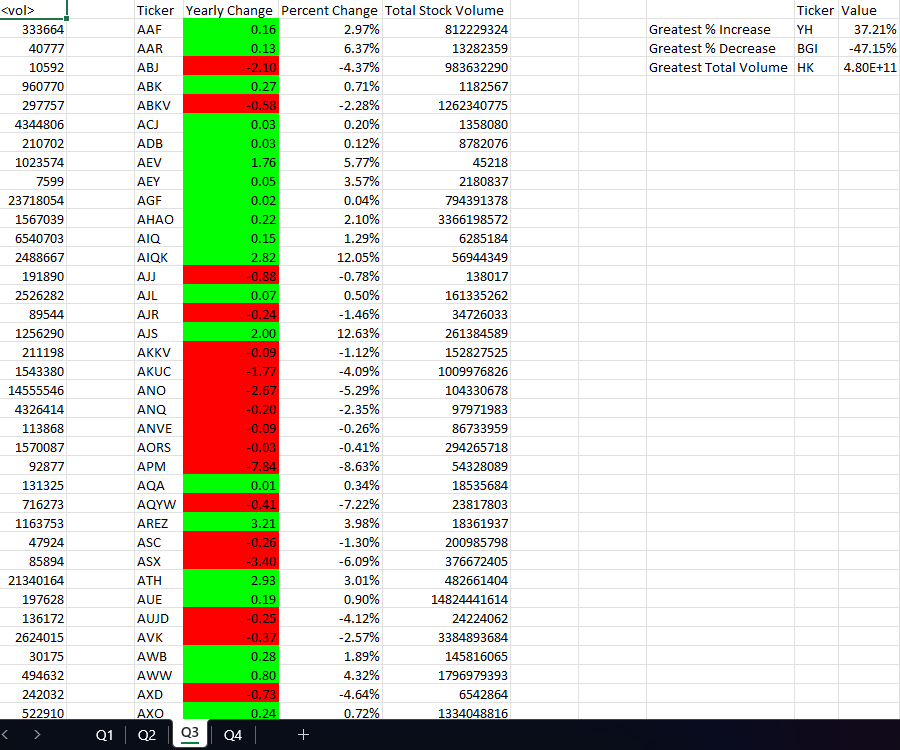 <vol> Ticker Yearly Change Percent Change Total Stock Volume Ticker Value
333664 AAF 0.16 2.97% 812229324 Greatest % Increase YH 37.21%
40777 AAR 0.13 6.37% 13282359 Greatest % Decrease BGI -47.15%
10592 ABJ -2.10 -4.37% 983632290 Greatest Total Volume HK 4.80E+11
960770 ABK 0.27 0.71% 1182567
297757 ABKV -0.58 -2.28% 1262340775
4344806 ACJ 0.03 0.20% 1358080
210702 ADB 0.03 0.12% 8782076
1023574 AEV 1.76 5.77% 45218
7599 AEY 0.05 3.57% 2180837
23718054 AGF 0.02 0.04% 794391378
1567039 AHAO 0.22 2.10% 3366198572
6540703 AIQ 0.15 1.29% 6285184
2488667 AIQK 2.82 12.05% 56944349
191890 AJJ -0.88 -0.78% 138017
2526282 AJL 0.07 0.50% 161335262
89544 AJR -0.24 -1.46% 34726033
1256290 AJS 2.00 12.63% 261384589
211198 AKKV -0.09 -1.12% 152827525
1543380 AKUC -1.77 -4.09% 1009976826
14555546 ANO -2.67 -5.29% 104330678
4326414 ANQ -0.20 -2.35% 97971983
113868 ANVE -0.09 -0.26% 86733959
1570087 AORS -0.03 -0.41% 294265718
92877 APM -7.84 -8.63% 54328089
131325 AQA 0.01 0.34% 18535684
716273 AQYW -0.41 -7.22% 23817803
1163753 AREZ 3.21 3.98% 18361937
47924 ASC -0.26 -1.30% 200985798
85894 ASX -3.40 -6.09% 376672405
21340164 ATH 2.93 3.01% 482661404
197628 AUE 0.19 0.90% 14824441614
136172 AUJD -0.25 -4.12% 24224062
2624015 AVK -0.37 -2.57% 3384893684
30175 AWB 0.28 1.89% 145816065
494632 AWW 0.80 4.32% 1796979393
242032 AXD -0.73 -4.64% 6542864
522910 AXO 0.24 0.72% 1334048816
Q1 Q2 Q3 Q4